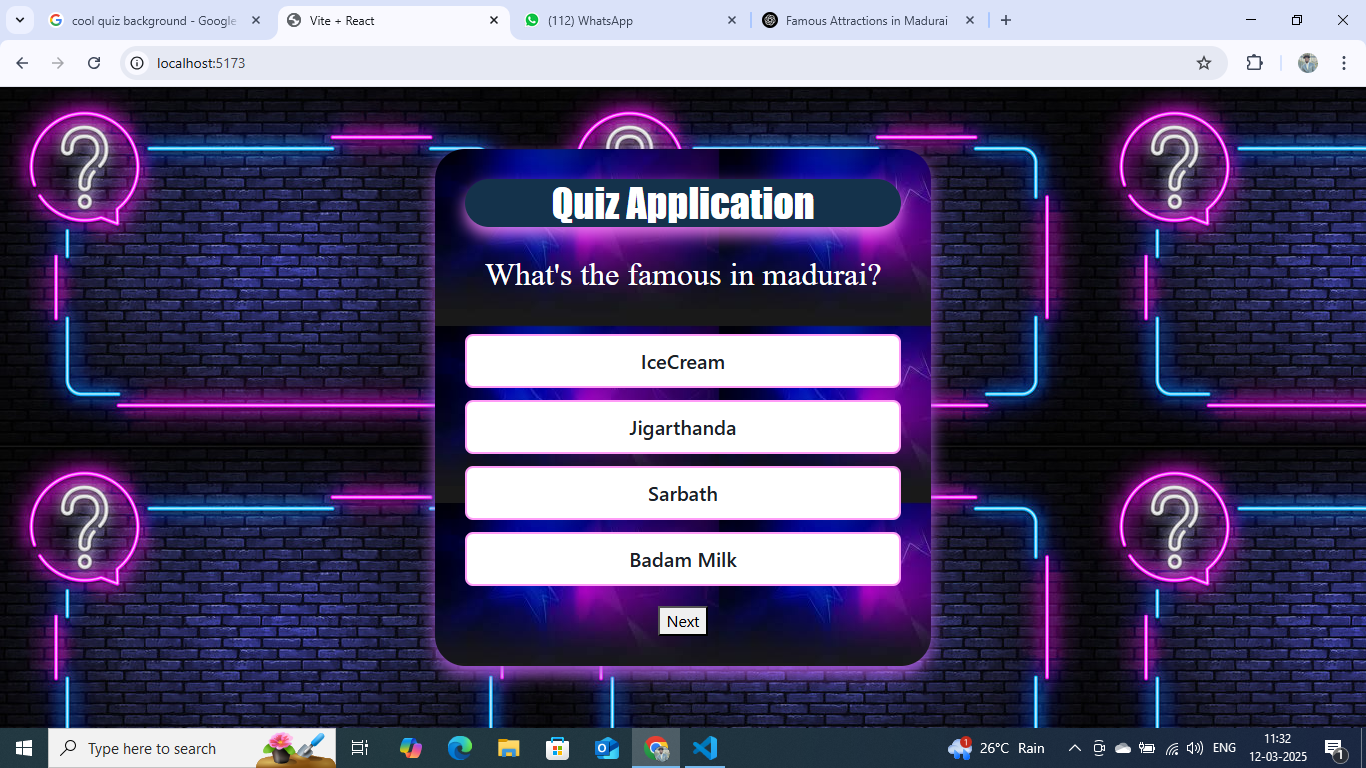 cool quiz background - Google
Vite + React
(112) WhatsApp
Famous Attractions in Madurai
localhost:5173
Quiz Application
What's the famous in madurai?
IceCream
Jigarthanda
Sarbath
Badam Milk
Next
Type here to search
1
26°C Rain
ENG
11:32
12-03-2025
1